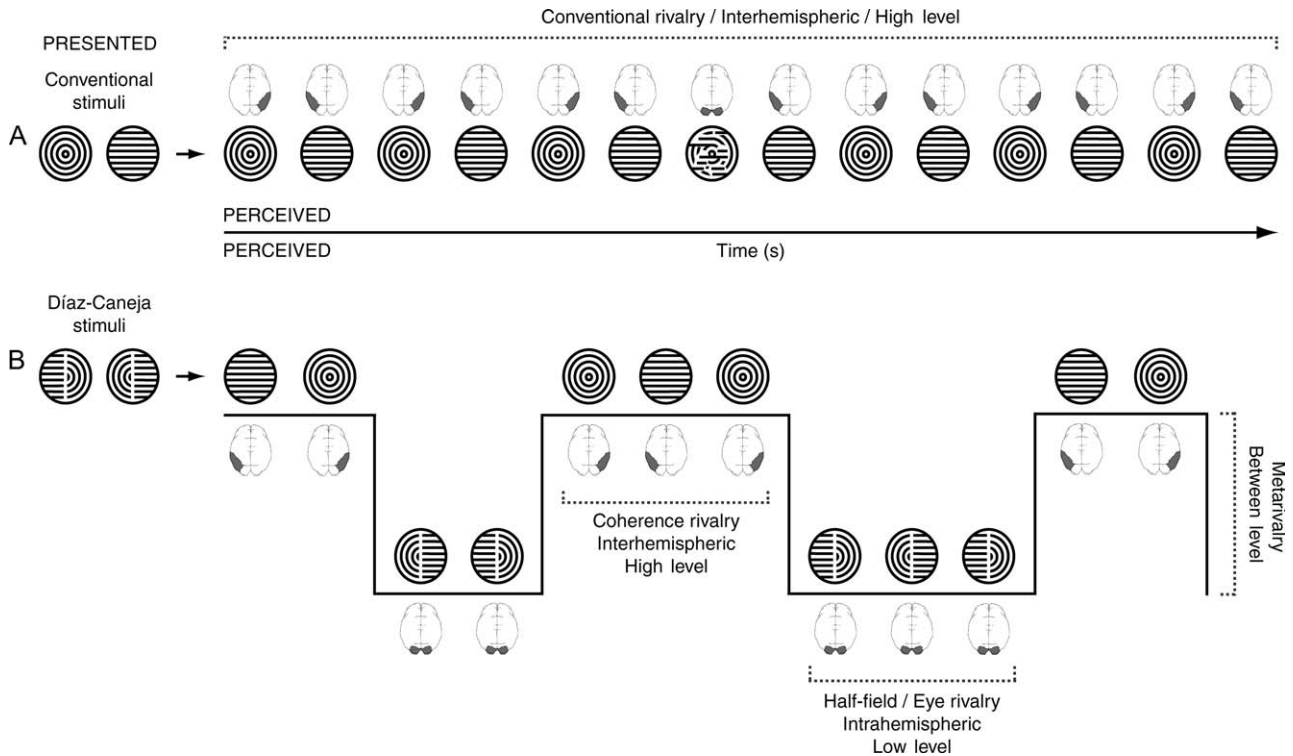 Conventional rivalry / Interhemispheric / High level
PRESENTED
Conventional
stimuli
A
PERCEIVED
PERCEIVED
Time (s)
Díaz-Caneja
stimuli
B
Coherence rivalry
Interhemispheric
High level
Metarivalry
Between level
Half-field / Eye rivalry
Intrahemispheric
Low level